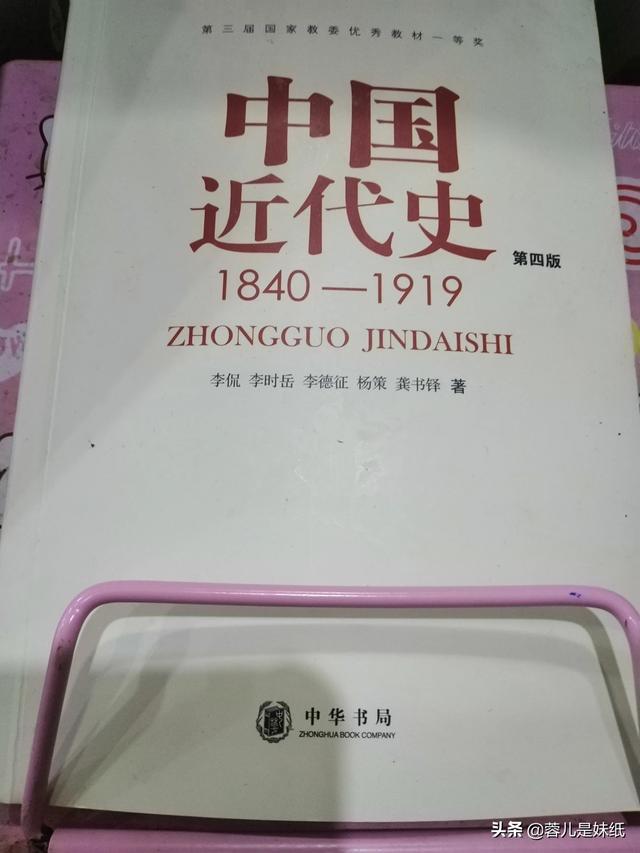 第三届国家教委优秀教材一等奖
中国
近代史
第四版
1840—1919
ZHONGGUO JINDAISHI
李侃 李时岳 李德征 杨策 龚书铎 著
中华书局
ZHONGHUA BOOK COMPANY
头条 @蓉儿是妹纸